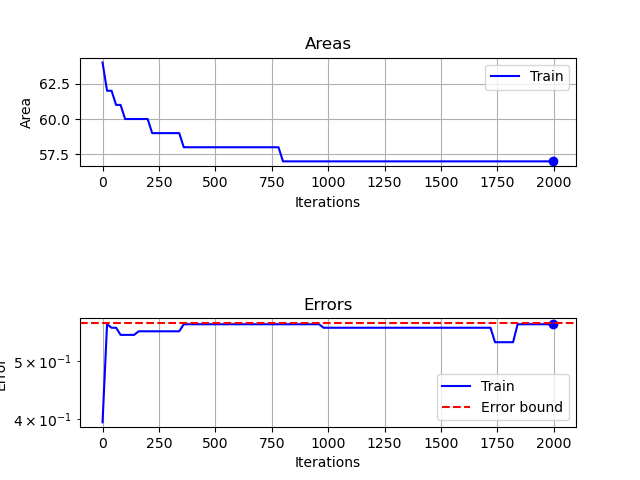 Areas
Area
62.5
60.0
57.5
Train
0 250 500 750 1000 1250 1500 1750 2000
Iterations
Errors
Error
5 × 10⁻¹
4 × 10⁻¹
Train
Error bound
0 250 500 750 1000 1250 1500 1750 2000
Iterations